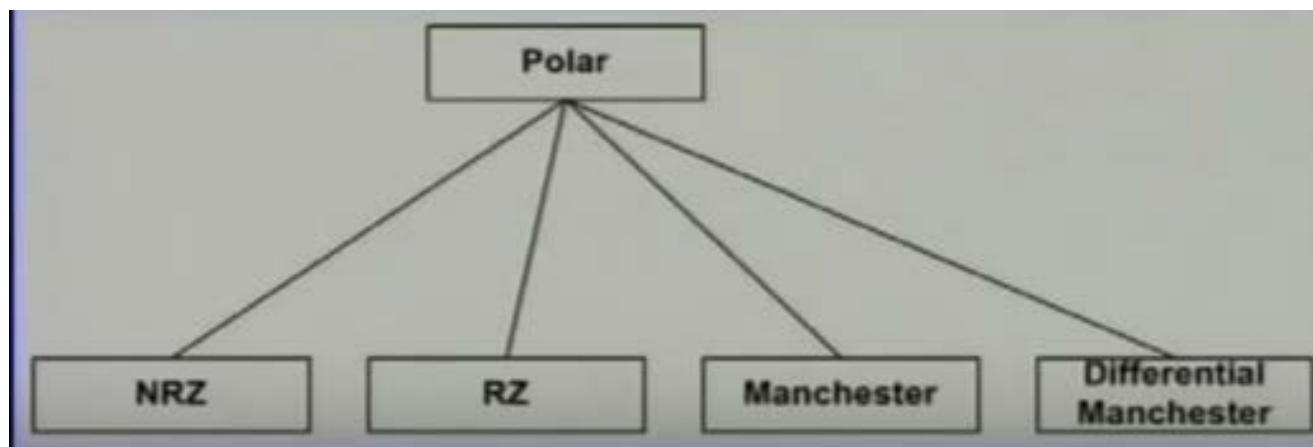 Polar
NRZ
RZ
Manchester
Differential
Manchester